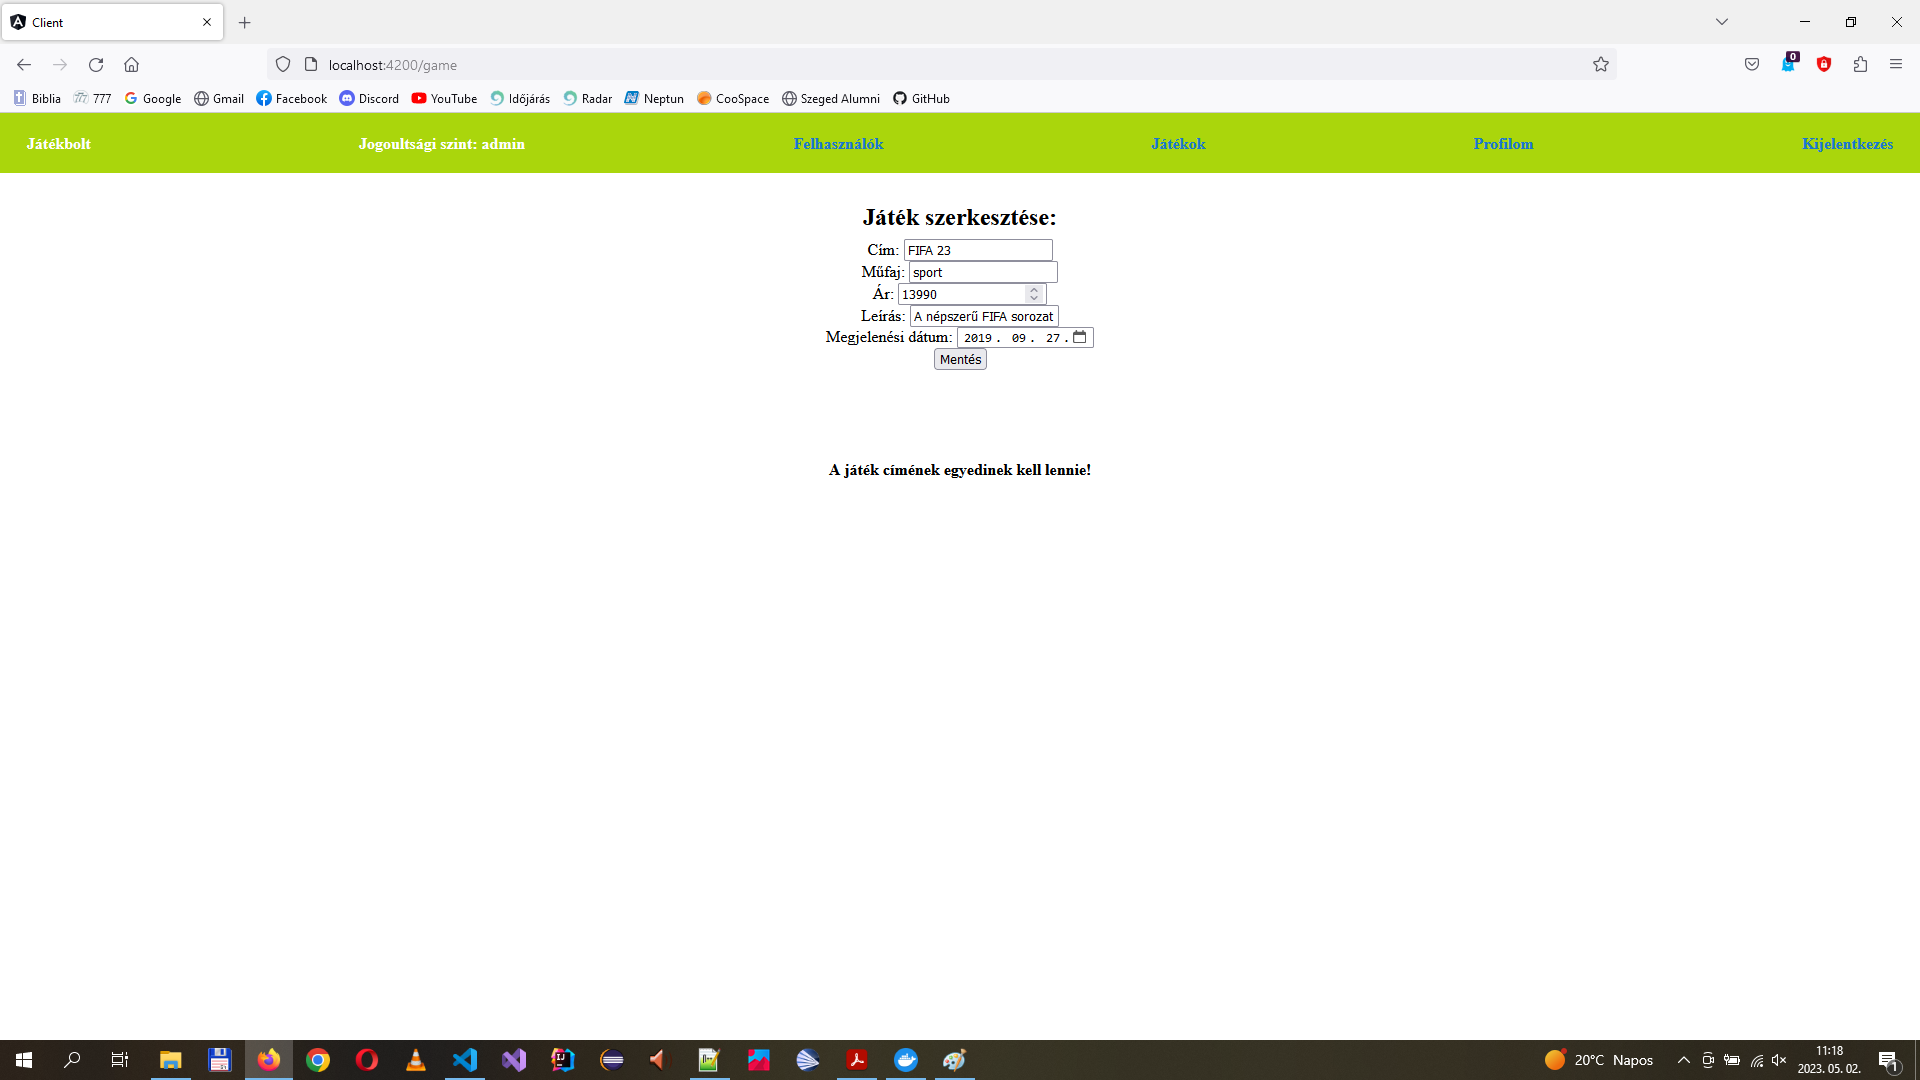 Client
localhost:4200/game
Biblia 777 Google Gmail Facebook Discord YouTube Időjárás Radar Neptun CooSpace Szeged Alumni GitHub
0
Játékbolt Jogoultsági szint: admin Felhasználók Játékok Profilom Kijelentkezés
Játék szerkesztése:
Cím: FIFA 23
Műfaj: sport
Ár: 13990
Leírás: A népszerű FIFA sorozat
Megjelenési dátum: 2019. 09. 27.
Mentés
A játék címének egyedinek kell lennie!
20°C Napos
11:18
2023. 05. 02.
1